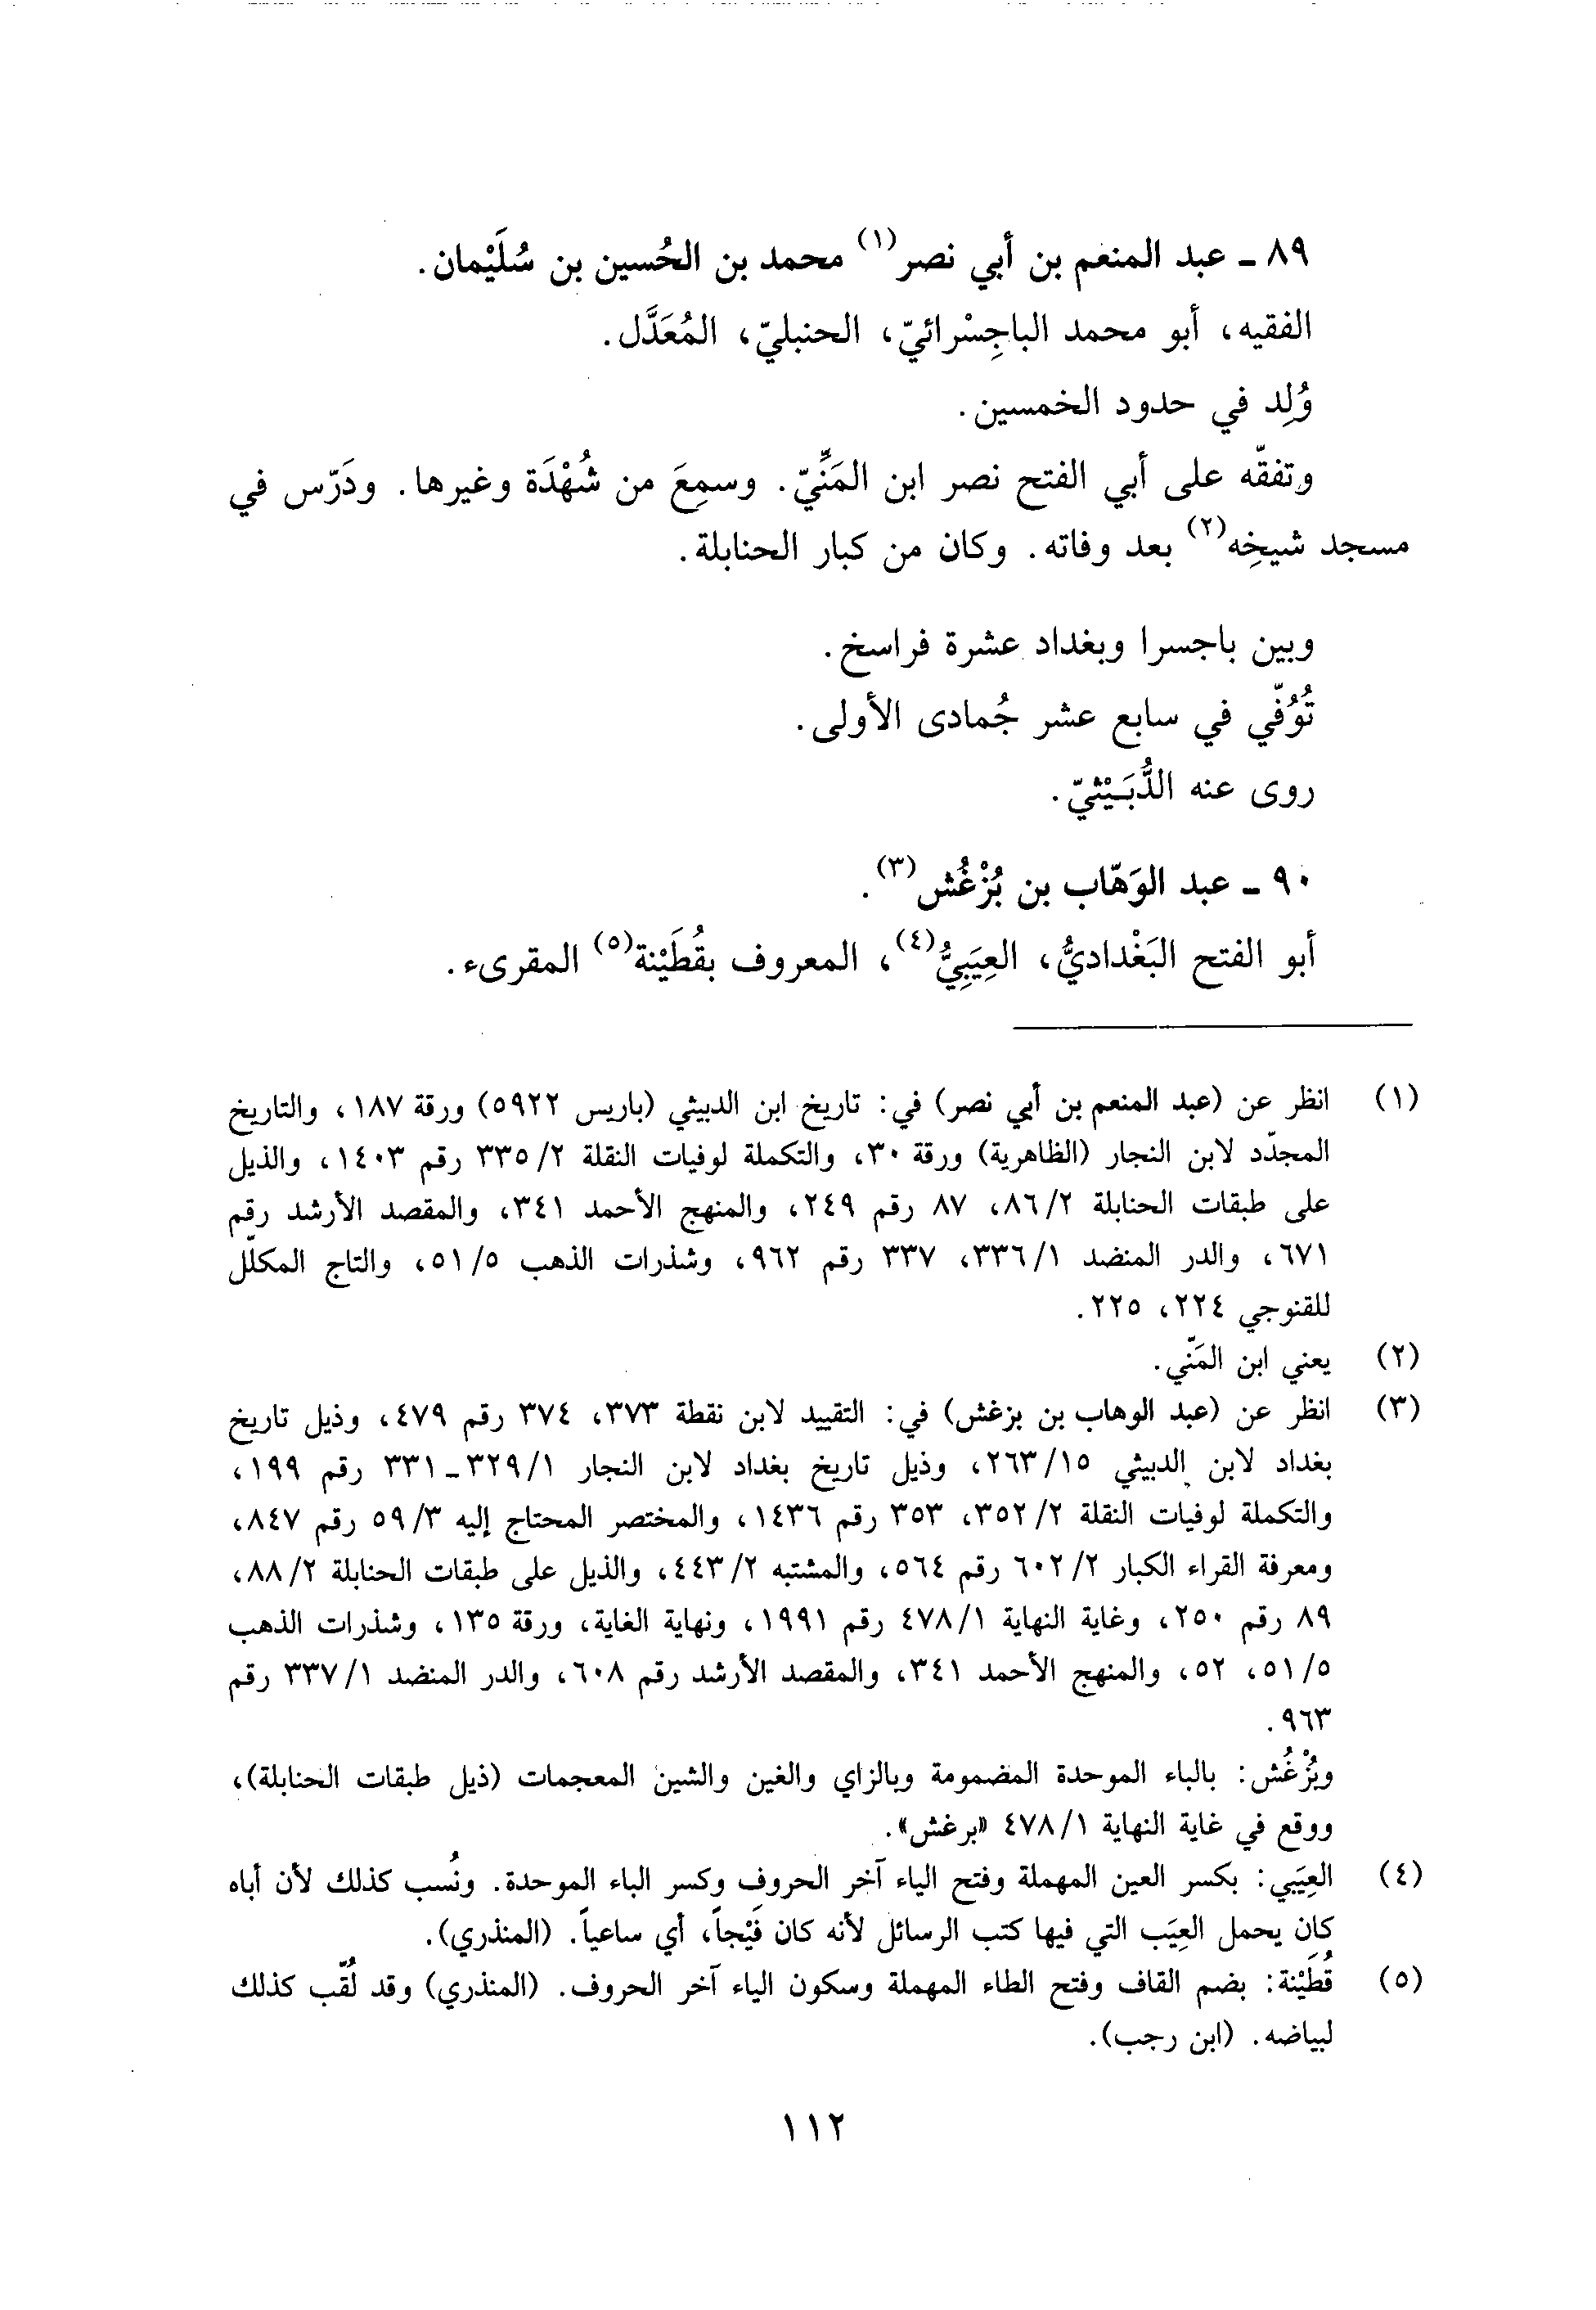 ٨٩ ـ عبد المنعم بن أبي نصر(١) محمد بن الحُسين بن سُلَيْمان.
الفقيه، أبو محمد الباجِسْرائيّ، الحنبليّ، المُعَدَّل.
وُلِد في حدود الخمسين.
وتفقّه على أبي الفتح نصر ابن المَنِّيّ. وسمِعَ من شُهْدَة وغيرها. ودَرّس في
مسجد شيخِه(٢) بعد وفاته. وكان من كبار الحنابلة.
وبين باجسرا وبغداد عشرة فراسخ.
تُوُفّي في سابع عشر جُمادى الأولى.
روى عنه الدُّبَيْثيّ.
٩٠ ـ عبد الوَهّاب بن بُزْغُش(٣).
أبو الفتح البَغْداديُّ، العِيَبِيُّ(٤)، المعروف بقُطَيْنة(٥) المقرىء.
(١) انظر عن (عبد المنعم بن أبي نصر) في: تاريخ ابن الدبيثي (باريس ٥٩٢٢) ورقة ١٨٧، والتاريخ
المجدّد لابن النجار (الظاهرية) ورقة ٣٠، والتكملة لوفيات النقلة ٢/ ٣٣٥ رقم ١٤٠٣، والذيل
على طبقات الحنابلة ٢/ ٨٦، ٨٧ رقم ٢٤٩، والمنهج الأحمد ٣٤١، والمقصد الأرشد رقم
٦٧١، والدر المنضد ١/ ٣٣٦، ٣٣٧ رقم ٩٦٢، وشذرات الذهب ٥/ ٥١، والتاج المكلّل
للقنوجي ٢٢٤، ٢٢٥.
(٢) يعني ابن المَنّي.
(٣) انظر عن (عبد الوهاب بن بزغش) في: التقييد لابن نقطة ٣٧٣، ٣٧٤ رقم ٤٧٩، وذيل تاريخ
بغداد لابن الدبيثي ١٥/ ٢٦٣، وذيل تاريخ بغداد لابن النجار ١/ ٣٢٩ـ ٣٣١ رقم ١٩٩،
والتكملة لوفيات النقلة ٢/ ٣٥٢، ٣٥٣ رقم ١٤٣٦، والمختصر المحتاج إليه ٣/ ٥٩ رقم ٨٤٧،
ومعرفة القراء الكبار ٢/ ٦٠٢ رقم ٥٦٤، والمشتبه ٢/ ٤٤٣، والذيل على طبقات الحنابلة ٢/ ٨٨،
٨٩ رقم ٢٥٠، وغاية النهاية ١/ ٤٧٨ رقم ١٩٩١، ونهاية الغاية، ورقة ١٣٥، وشذرات الذهب
٥/ ٥١، ٥٢، والمنهج الأحمد ٣٤١، والمقصد الأرشد رقم ٦٠٨، والدر المنضد ١/ ٣٣٧ رقم
٩٦٣.
وبُزْغُش: بالباء الموحدة المضمومة وبالزاي والغين والشين المعجمات (ذيل طبقات الحنابلة)،
ووقع في غاية النهاية ١/ ٤٧٨ «برغش».
(٤) العِيَبي: بكسر العين المهملة وفتح الياء آخر الحروف وكسر الباء الموحدة. ونُسب كذلك لأن أباه
كان يحمل العِيَب التي فيها كتب الرسائل لأنه كان فَيْجاً، أي ساعياً. (المنذري).
(٥) قُطَيْنة: بضم القاف وفتح الطاء المهملة وسكون الياء آخر الحروف. (المنذري) وقد لُقّب كذلك
لبياضه. (ابن رجب).
١١٢